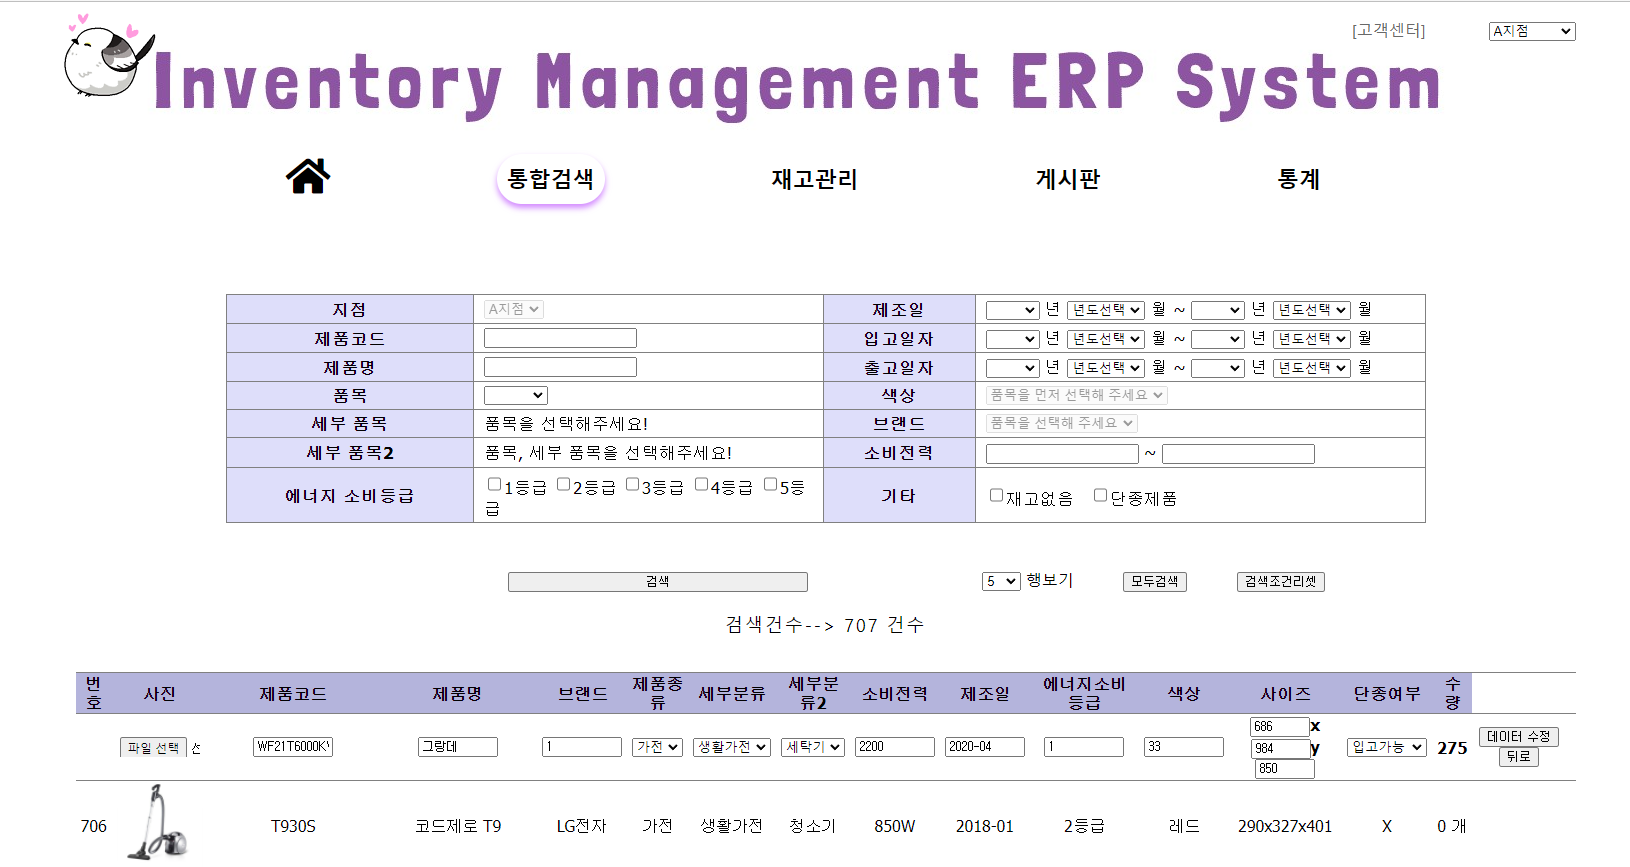 [고객센터] A지점
Inventory Management ERP System
통합검색 재고관리 게시판 통계
지점 A지점 제조일 년 년도선택 월 ~ 년 년도선택 월
제품코드 입고일자 년 년도선택 월 ~ 년 년도선택 월
제품명 출고일자 년 년도선택 월 ~ 년 년도선택 월
품목 색상 품목을 먼저 선택해 주세요
세부 품목 품목을 선택해주세요! 브랜드 품목을 선택해 주세요
세부 품목2 품목, 세부 품목을 선택해주세요! 소비전력 ~
에너지 소비등급 1등급 2등급 3등급 4등급 5등
급 기타 재고없음 단종제품
검색 5 행보기 모두검색 검색조건리셋
검색건수--> 707 건수
번
호 사진 제품코드 제품명 브랜드 제품종
류 세부분류 세부분
류2 소비전력 제조일 에너지소비
등급 색상 사이즈 단종여부 수
량
파일 선택 WF21T6000K 그랑데 1 가전 생활가전 세탁기 2200 2020-04 1 33 686 x
984 y
850 입고가능 275 데이터 수정
뒤로
706 T930S 코드제로 T9 LG전자 가전 생활가전 청소기 850W 2018-01 2등급 레드 290x327x401 X 0 개